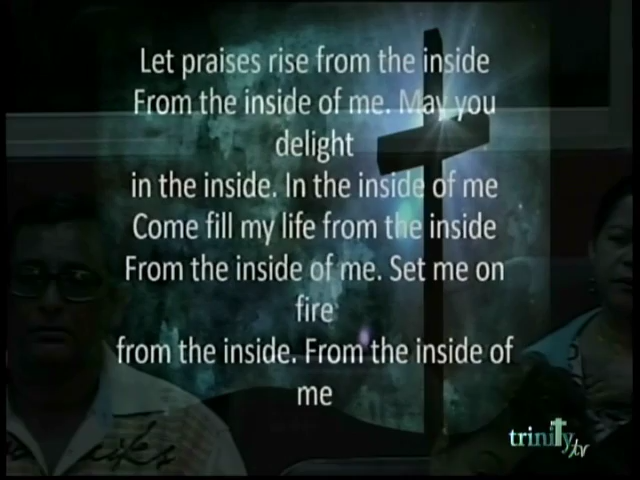 Let praises rise from the inside
From the inside of me. May you
delight
in the inside. In the inside of me
Come fill my life from the inside
From the inside of me. Set me on
fire
from the inside. From the inside of
me
trinity tv